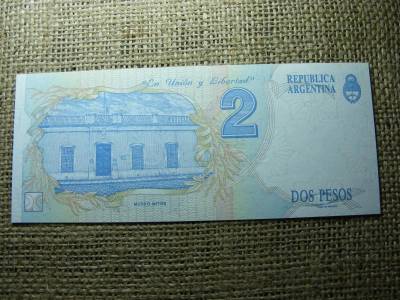 "En Unión y Libertad"
REPUBLICA
ARGENTINA
2
MUSEO MITRE
DOS PESOS